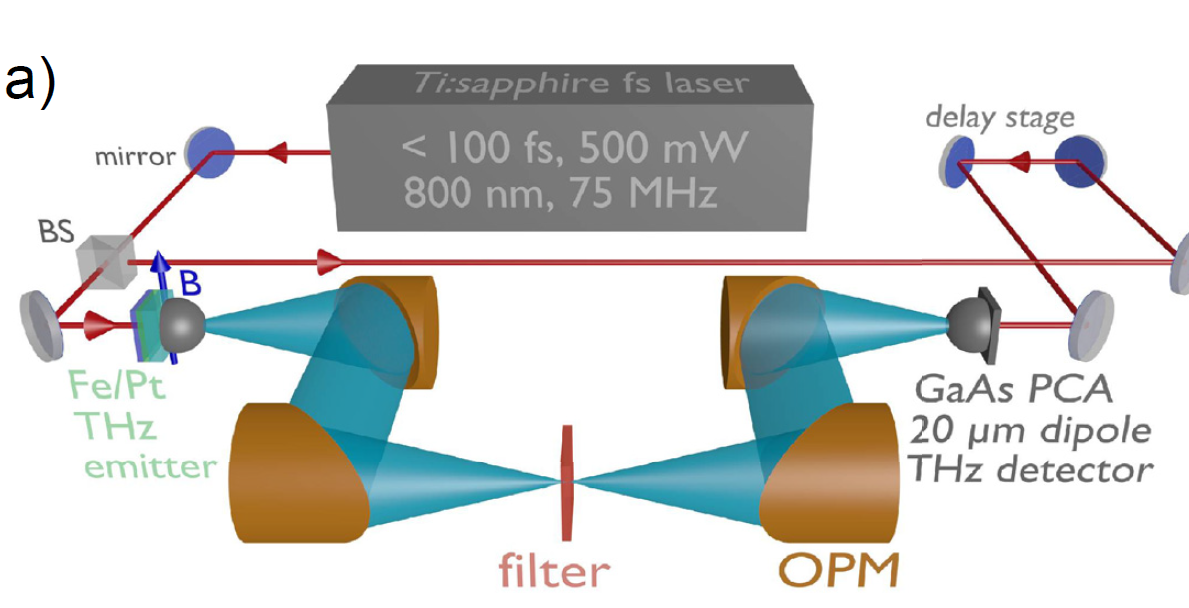 a)
Ti:sapphire fs laser
< 100 fs, 500 mW
800 nm, 75 MHz
delay stage
mirror
BS
B
Fe/Pt
THz
emitter
GaAs PCA
20 µm dipole
THz detector
filter
OPM